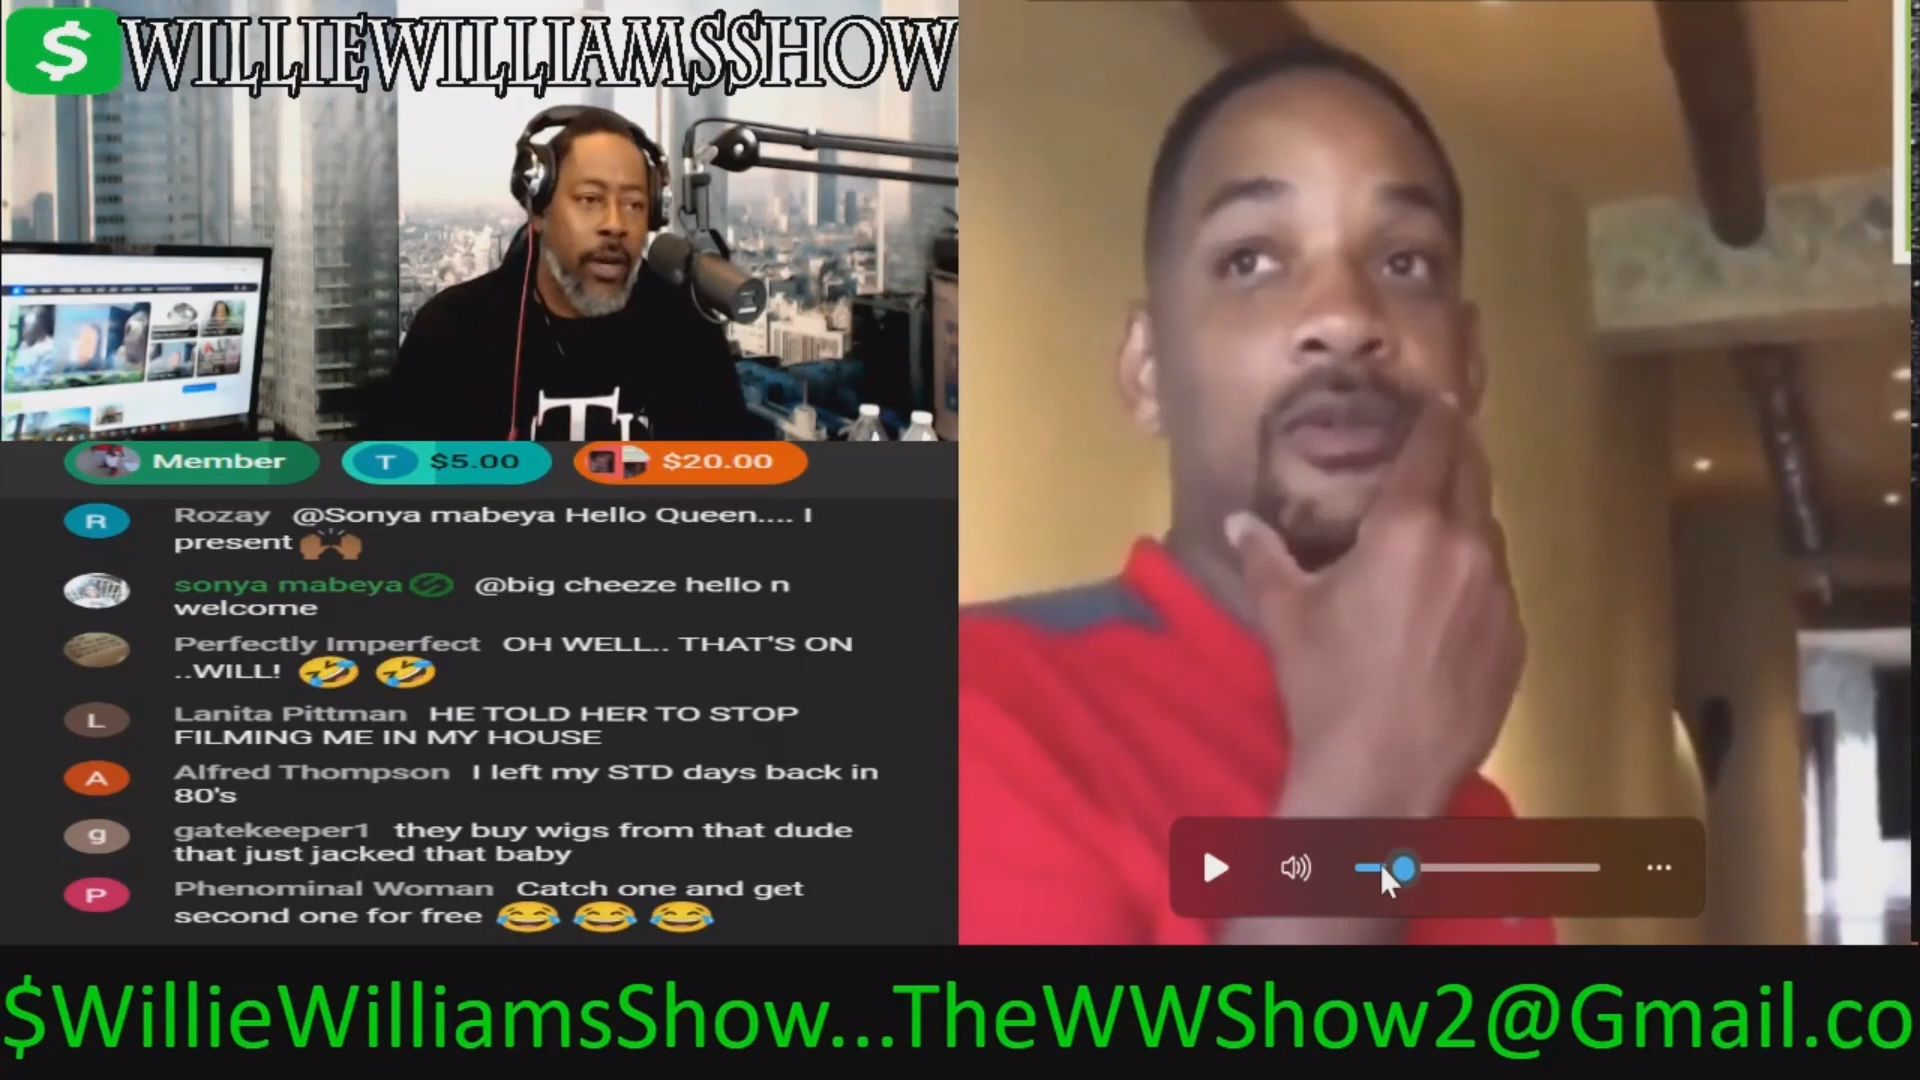 $ WILLIEWILLIAMSSHOW
Member
T $5.00
$20.00
R Rozay @Sonya mabeya Hello Queen.... I
present
sonya mabeya @big cheeze hello n
welcome
Perfectly Imperfect OH WELL.. THAT'S ON
..WILL!
L Lanita Pittman HE TOLD HER TO STOP
FILMING ME IN MY HOUSE
A Alfred Thompson I left my STD days back in
80's
g gatekeeper1 they buy wigs from that dude
that just jacked that baby
P Phenominal Woman Catch one and get
second one for free
$WillieWilliamsShow...TheWWShow2@Gmail.co